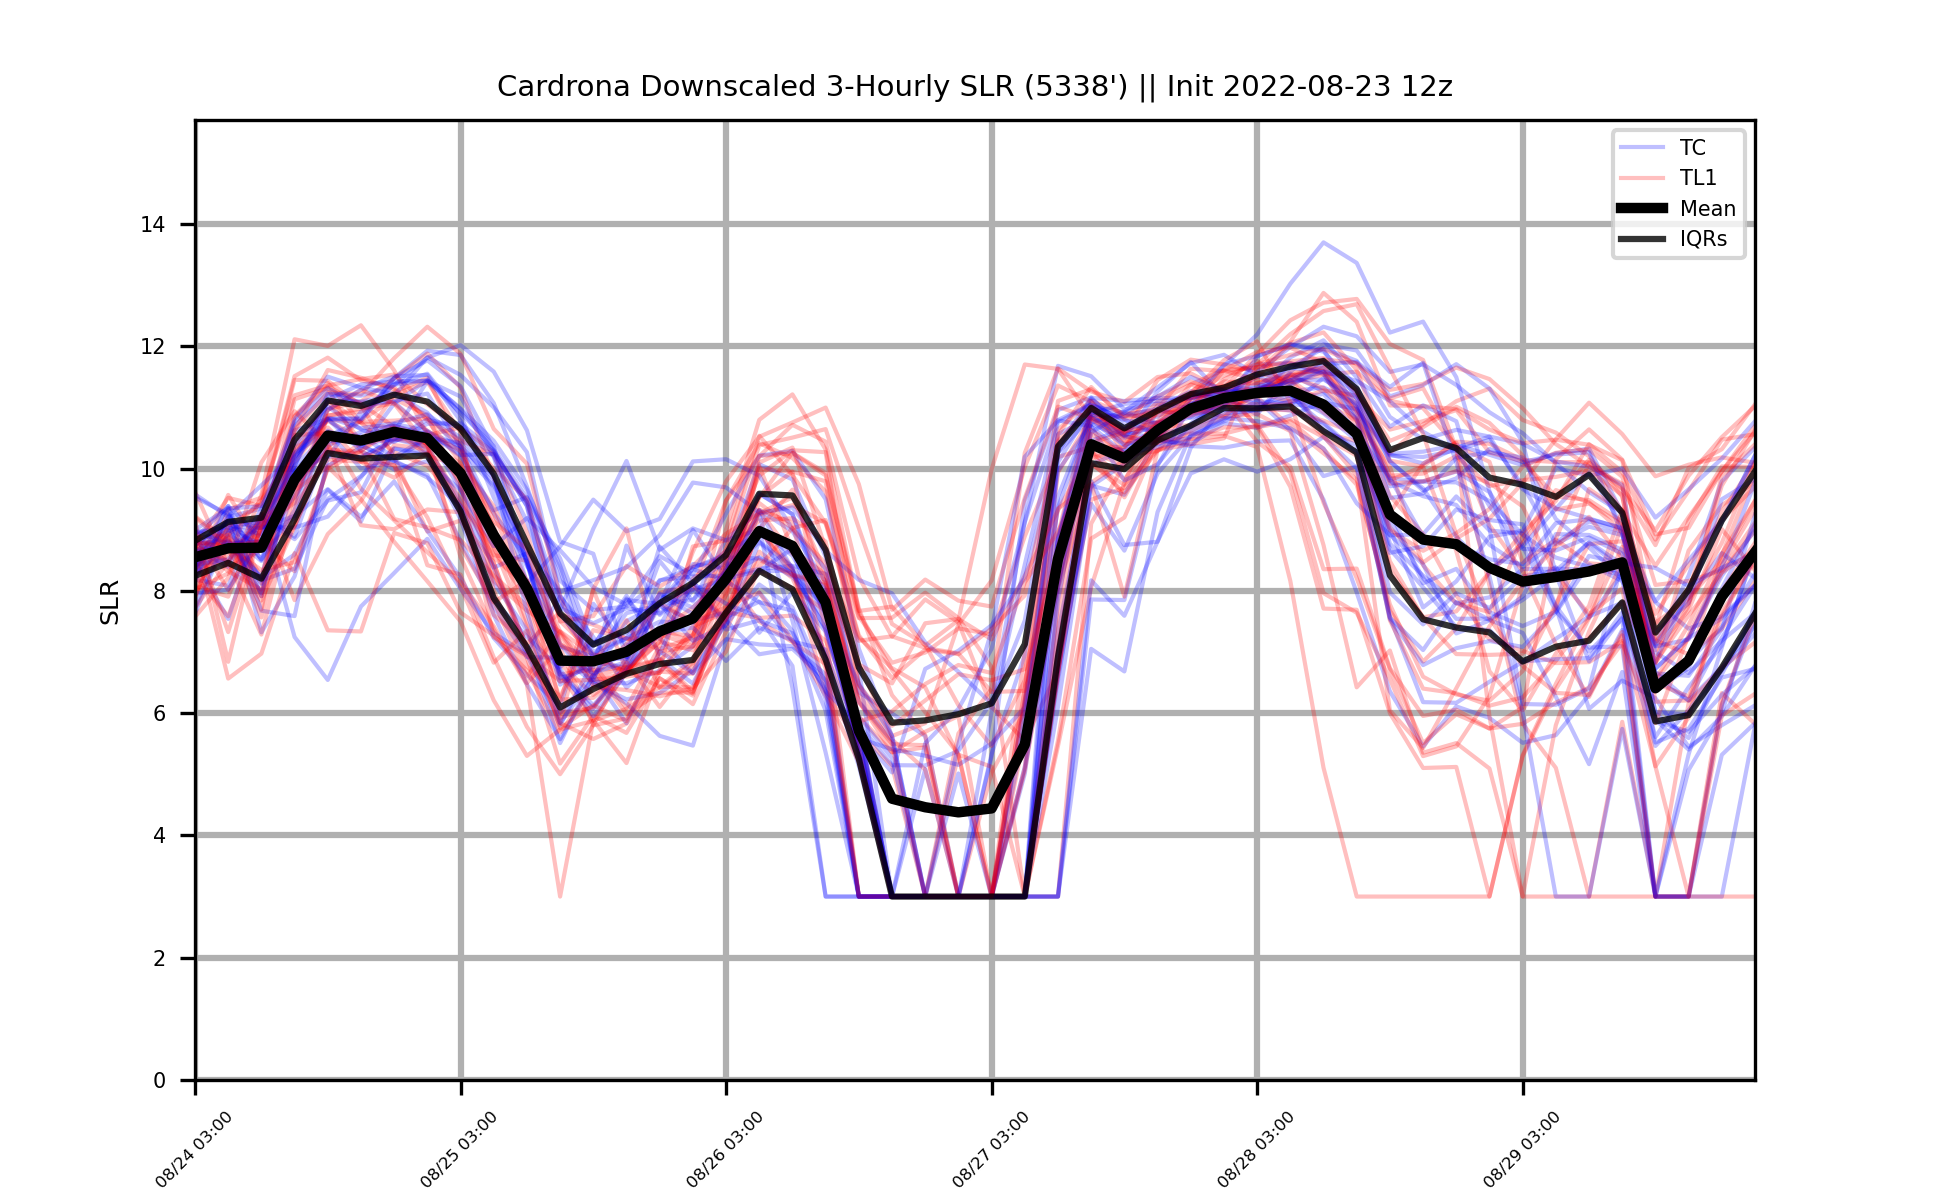 Cardrona Downscaled 3-Hourly SLR (5338') || Init 2022-08-23 12z
TC
TL1
Mean
IQRs
SLR
14
12
10
8
6
4
2
0
08/24 03:00
08/25 03:00
08/26 03:00
08/27 03:00
08/28 03:00
08/29 03:00